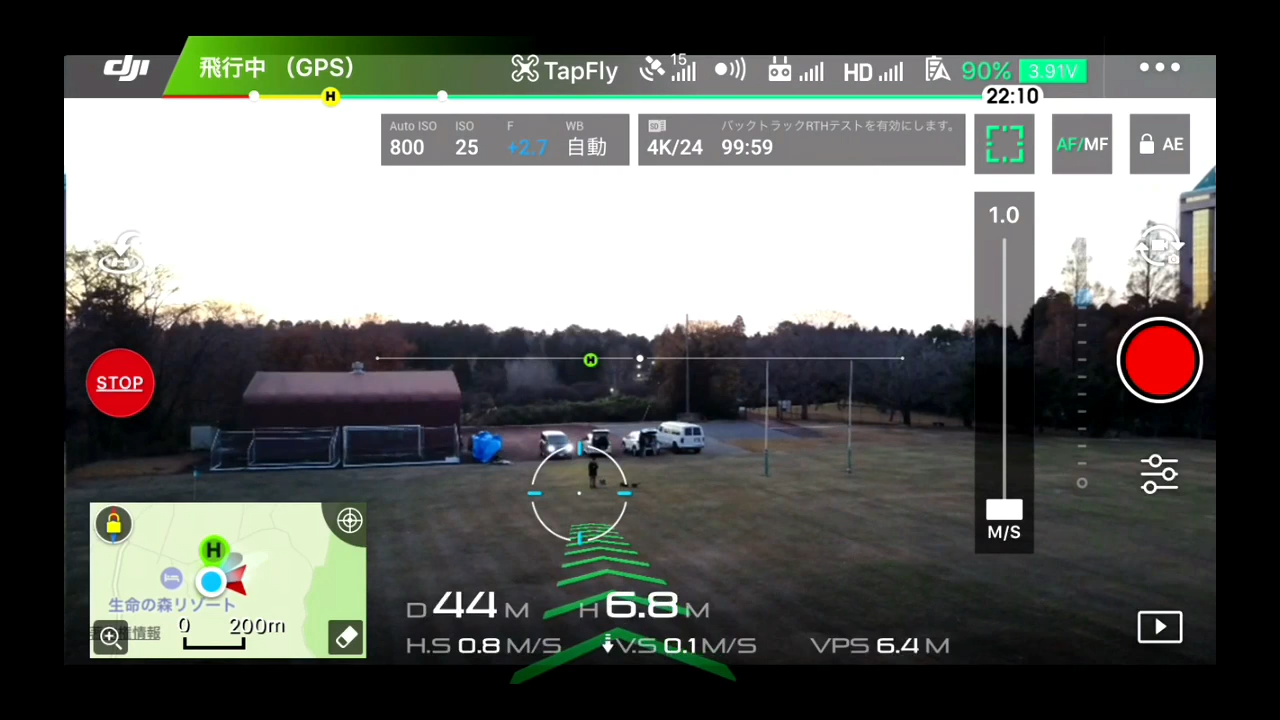 dji 飛行中 (GPS) TapFly 15 HD 90% 3.91V
H 22:10
Auto ISO ISO F WB
800 25 +2.7 自動
バックトラックRTHテストを有効にします。
4K/24 99:59
AF/MF
AE
1.0
H
STOP
M/S
H
生命の森リゾート
情報
0 200m
D 44 M H 6.8 M
H.S 0.8 M/S V.S 0.1 M/S VPS 6.4 M